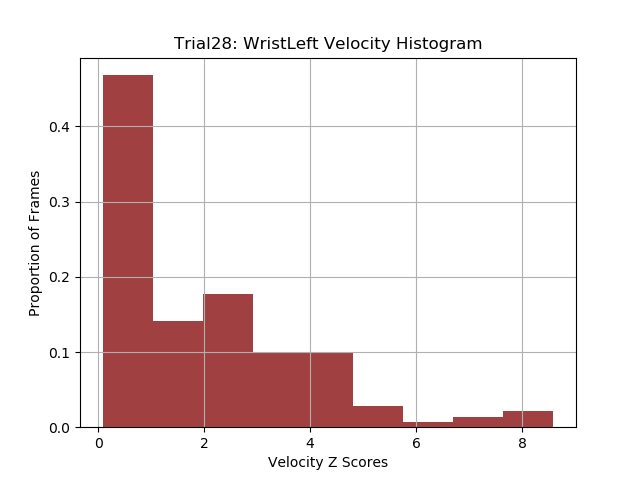 Trial28: WristLeft Velocity Histogram
Proportion of Frames
0.4
0.3
0.2
0.1
0.0
0 2 4 6 8
Velocity Z Scores